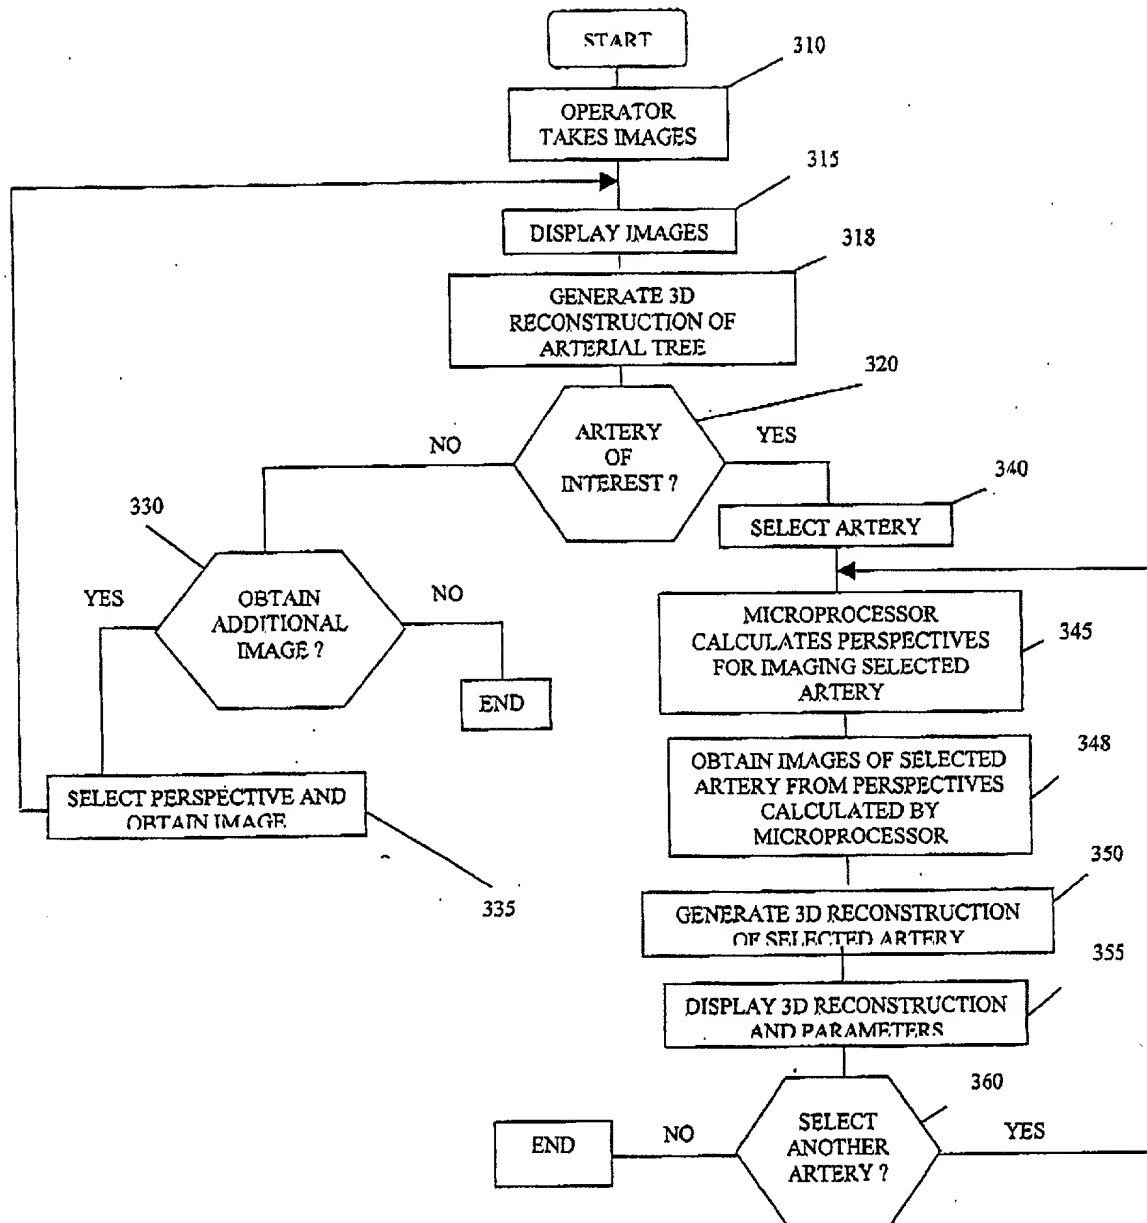 START
310
OPERATOR
TAKES IMAGES
315
DISPLAY IMAGES
318
GENERATE 3D
RECONSTRUCTION OF
ARTERIAL TREE
320
ARTERY
OF
INTEREST ?
NO
YES
340
SELECT ARTERY
330
OBTAIN
ADDITIONAL
IMAGE ?
YES
NO
END
MICROPROCESSOR
CALCULATES PERSPECTIVES
FOR IMAGING SELECTED
ARTERY
345
SELECT PERSPECTIVE AND
OBTAIN IMAGE
335
OBTAIN IMAGES OF SELECTED
ARTERY FROM PERSPECTIVES
CALCULATED BY
MICROPROCESSOR
348
350
GENERATE 3D RECONSTRUCTION
OF SELECTED ARTERY
355
DISPLAY 3D RECONSTRUCTION
AND PARAMETERS
360
SELECT
ANOTHER
ARTERY ?
NO
YES
END